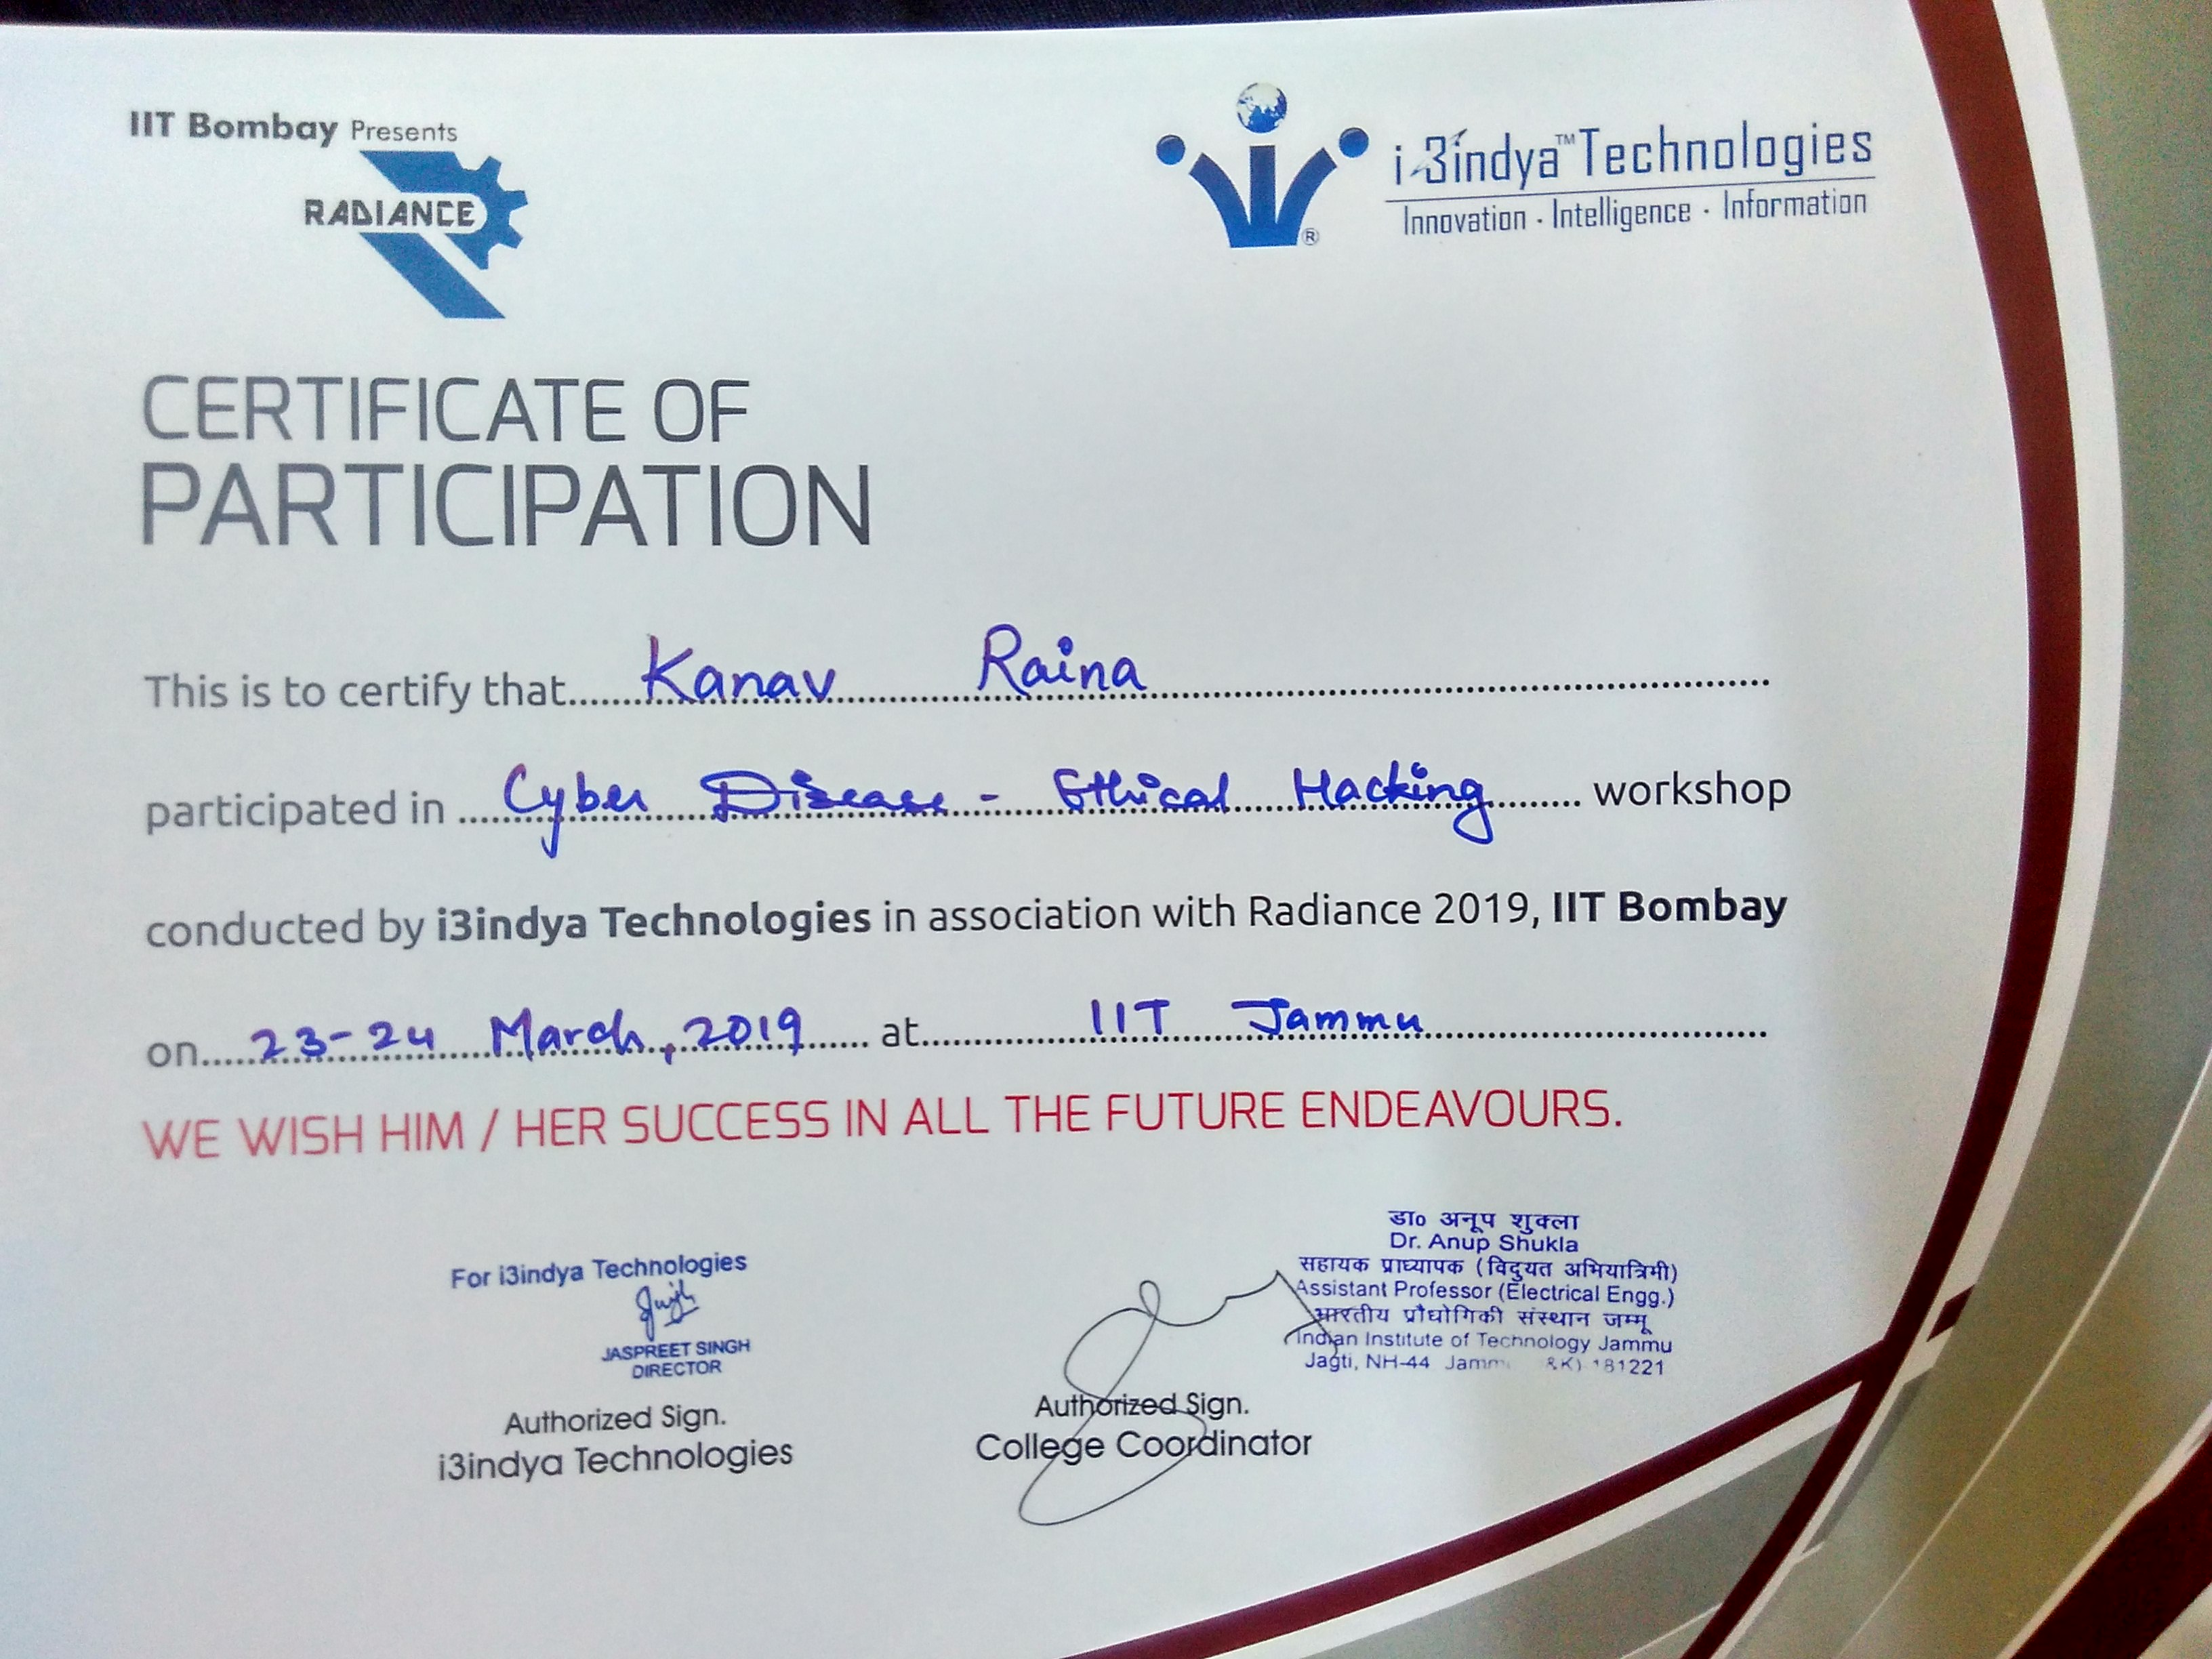 IIT Bombay Presents
RADIANCE
i3indya™ Technologies
Innovation · Intelligence · Information
®
CERTIFICATE OF
PARTICIPATION
This is to certify that Kanav Raina
participated in Cyber Disease - Ethical Hacking workshop
conducted by i3indya Technologies in association with Radiance 2019, IIT Bombay
on 23-24 March, 2019 at IIT Jammu
WE WISH HIM / HER SUCCESS IN ALL THE FUTURE ENDEAVOURS.
For i3indya Technologies
JASPREET SINGH
DIRECTOR
Authorized Sign.
i3indya Technologies
डा० अनूप शुक्ला
Dr. Anup Shukla
सहायक प्राध्यापक (विदुयत अभियात्रिमी)
Assistant Professor (Electrical Engg.)
भारतीय प्रौधोगिकी संस्थान जम्मू
Indian Institute of Technology Jammu
Jagti, NH-44 &K) 181221
Authorized Sign.
College Coordinator